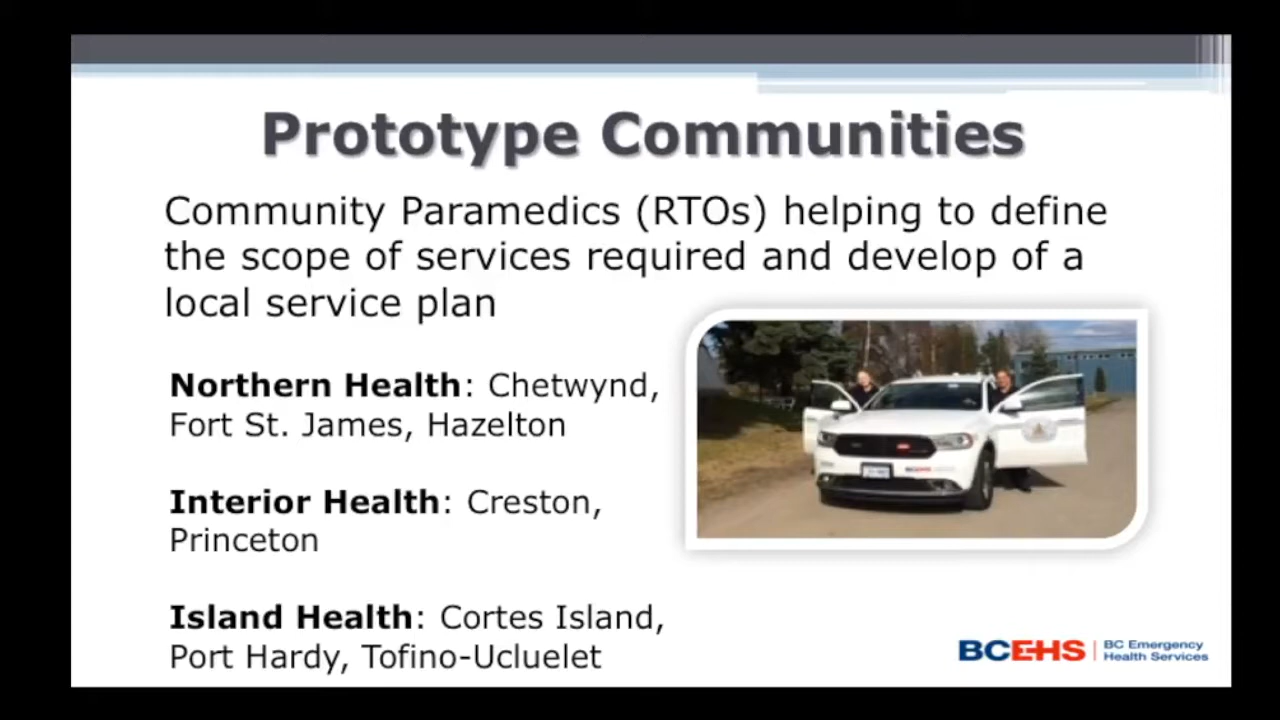 Prototype Communities
Community Paramedics (RTOs) helping to define
the scope of services required and develop of a
local service plan
Northern Health: Chetwynd,
Fort St. James, Hazelton
Interior Health: Creston,
Princeton
Island Health: Cortes Island,
Port Hardy, Tofino-Ucluelet
BCEHS
BCEHS
BC Emergency
Health Services